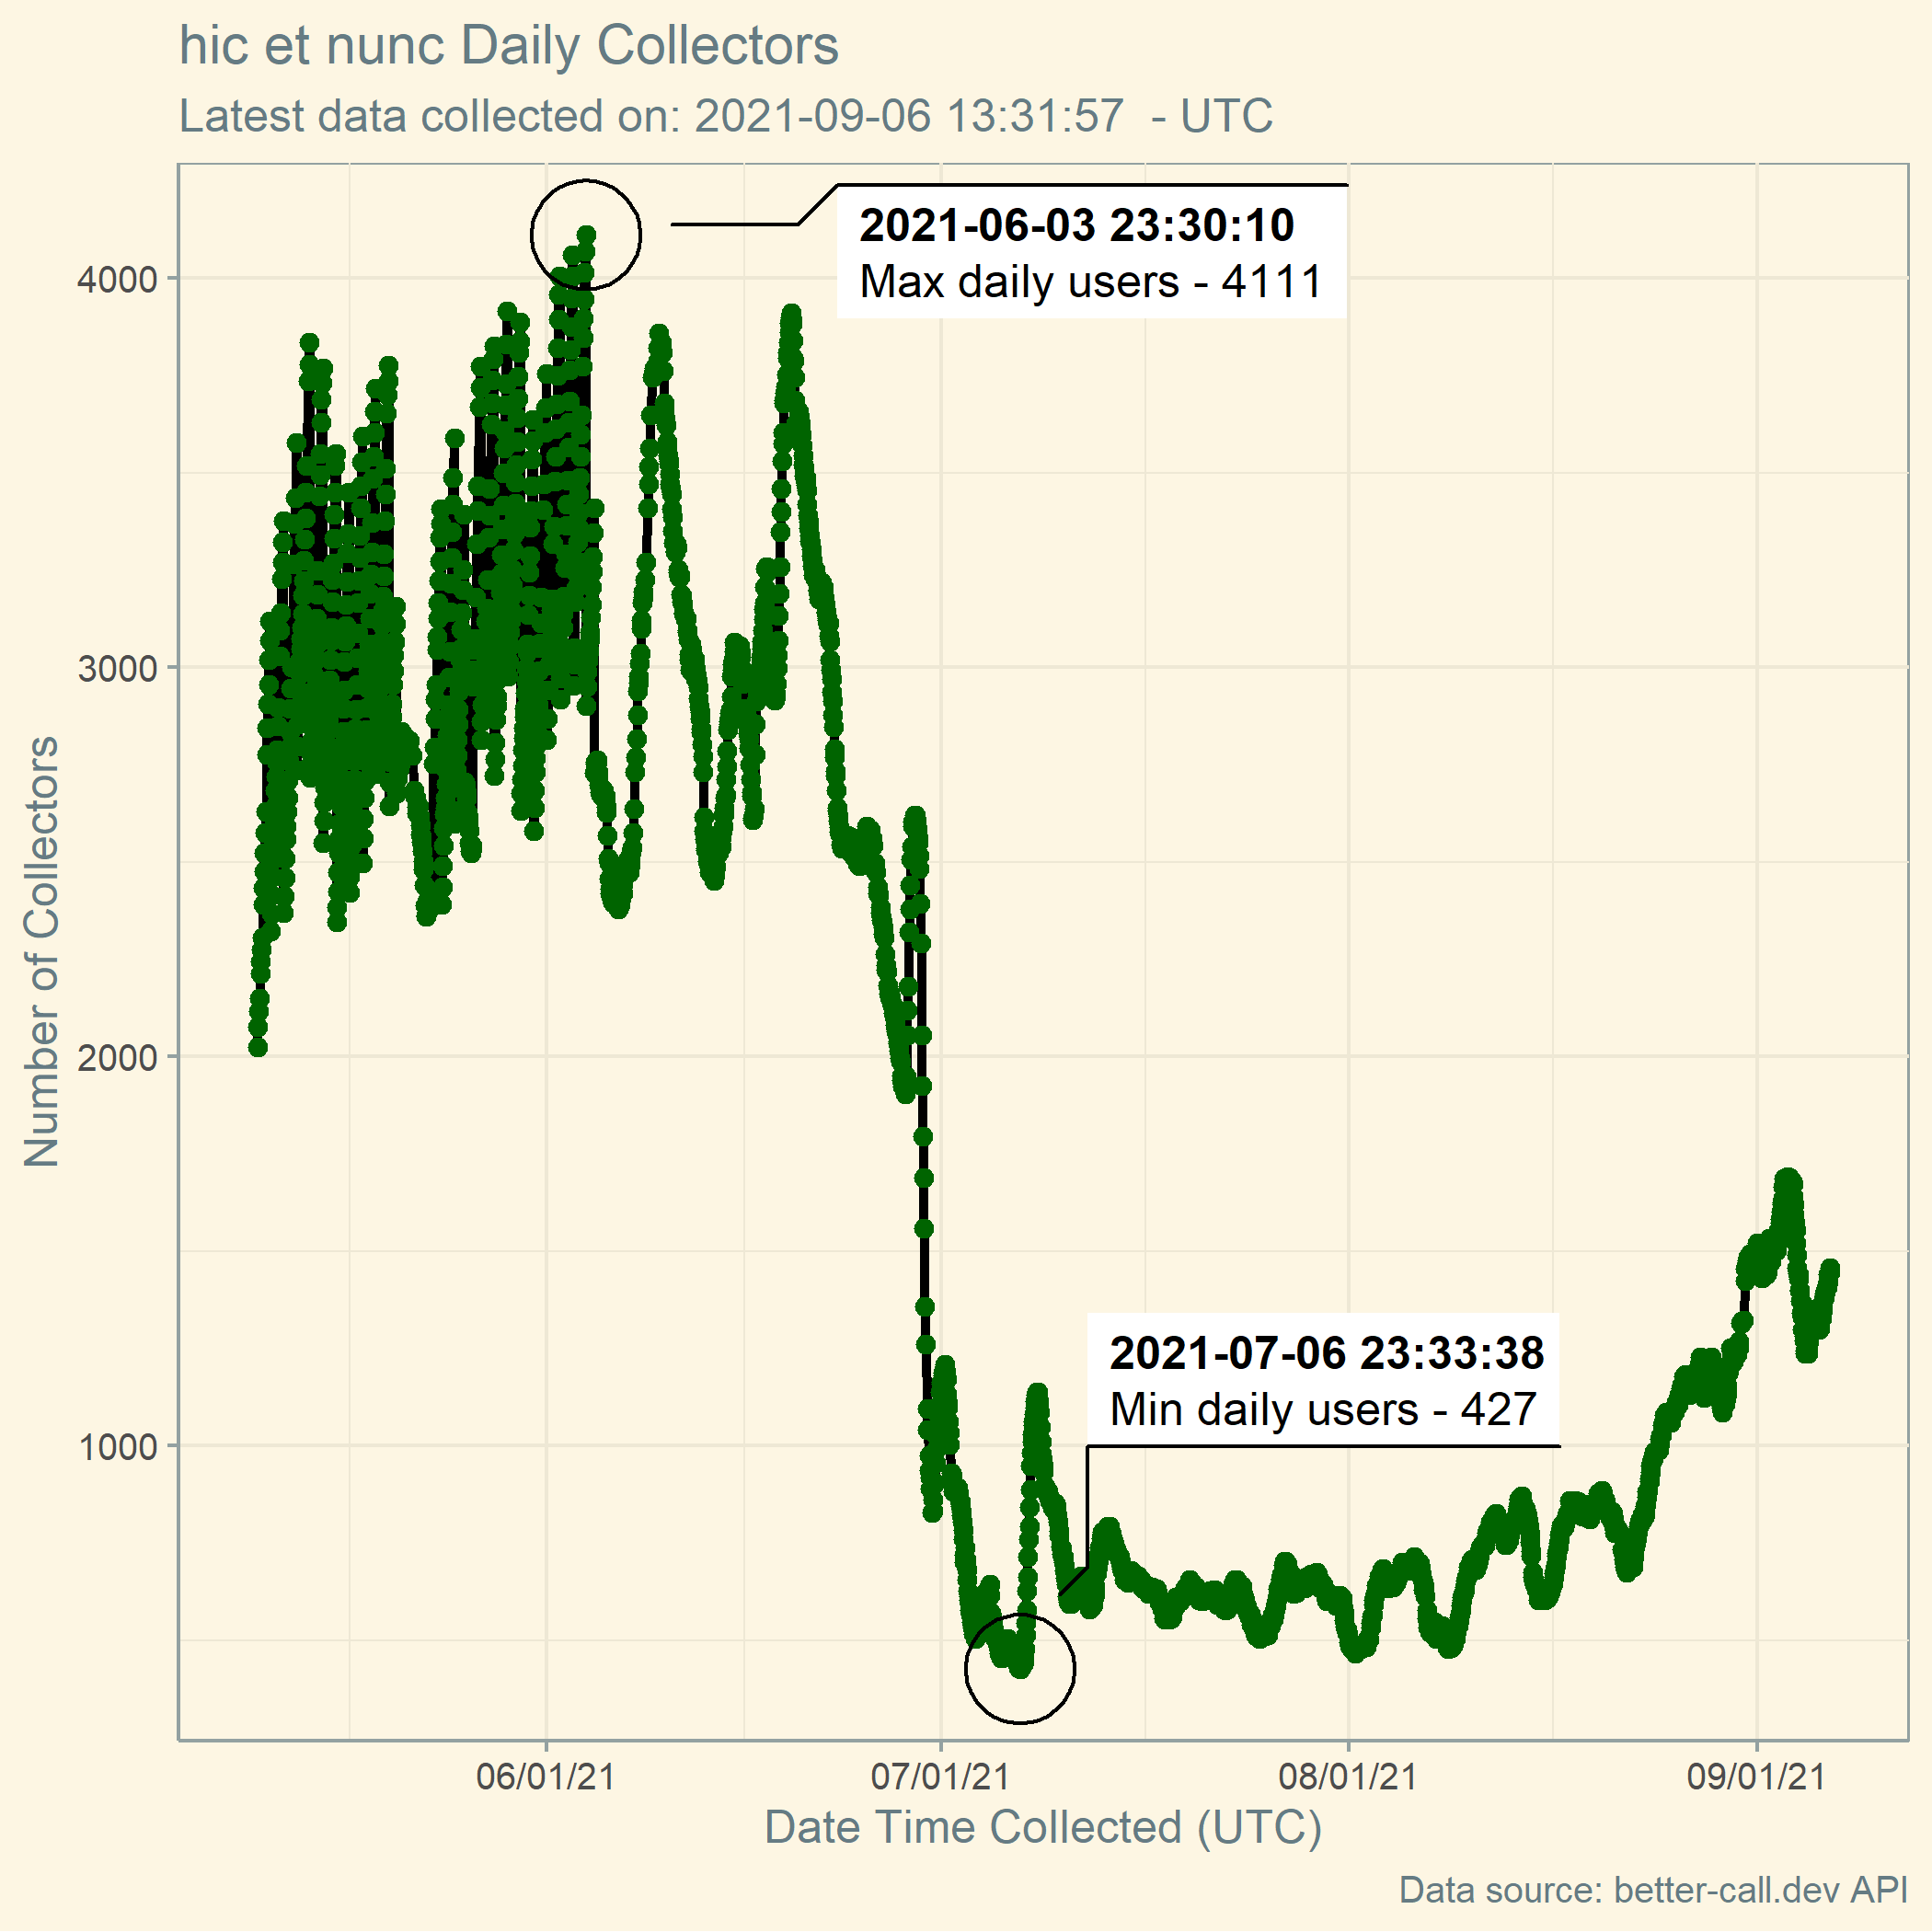 hic et nunc Daily Collectors
Latest data collected on: 2021-09-06 13:31:57  - UTC
2021-06-03 23:30:10
Max daily users - 4111
4000
3000
2000
1000
Number of Collectors
2021-07-06 23:33:38
Min daily users - 427
06/01/21
07/01/21
08/01/21
09/01/21
Date Time Collected (UTC)
Data source: better-call.dev API